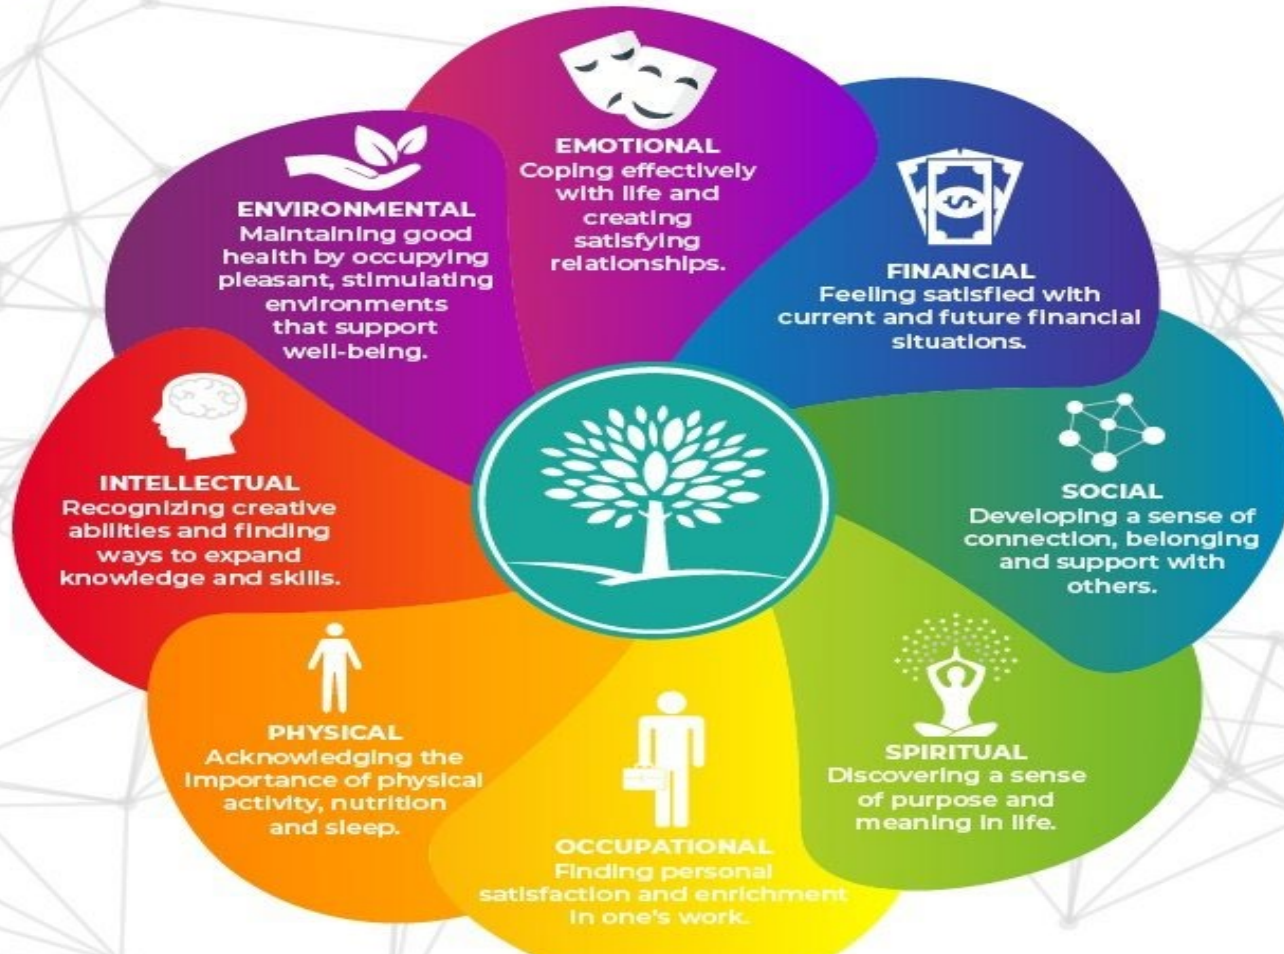 EMOTIONAL
Coping effectively
with life and
creating
satisfying
relationships.
FINANCIAL
Feeling satisfied with
current and future financial
situations.
SOCIAL
Developing a sense of
connection, belonging
and support with
others.
SPIRITUAL
Discovering a sense
of purpose and
meaning in life.
OCCUPATIONAL
Finding personal
satisfaction and enrichment
in one's work.
PHYSICAL
Acknowledging the
importance of physical
activity, nutrition
and sleep.
INTELLECTUAL
Recognizing creative
abilities and finding
ways to expand
knowledge and skills.
ENVIRONMENTAL
Maintaining good
health by occupying
pleasant, stimulating
environments
that support
well-being.